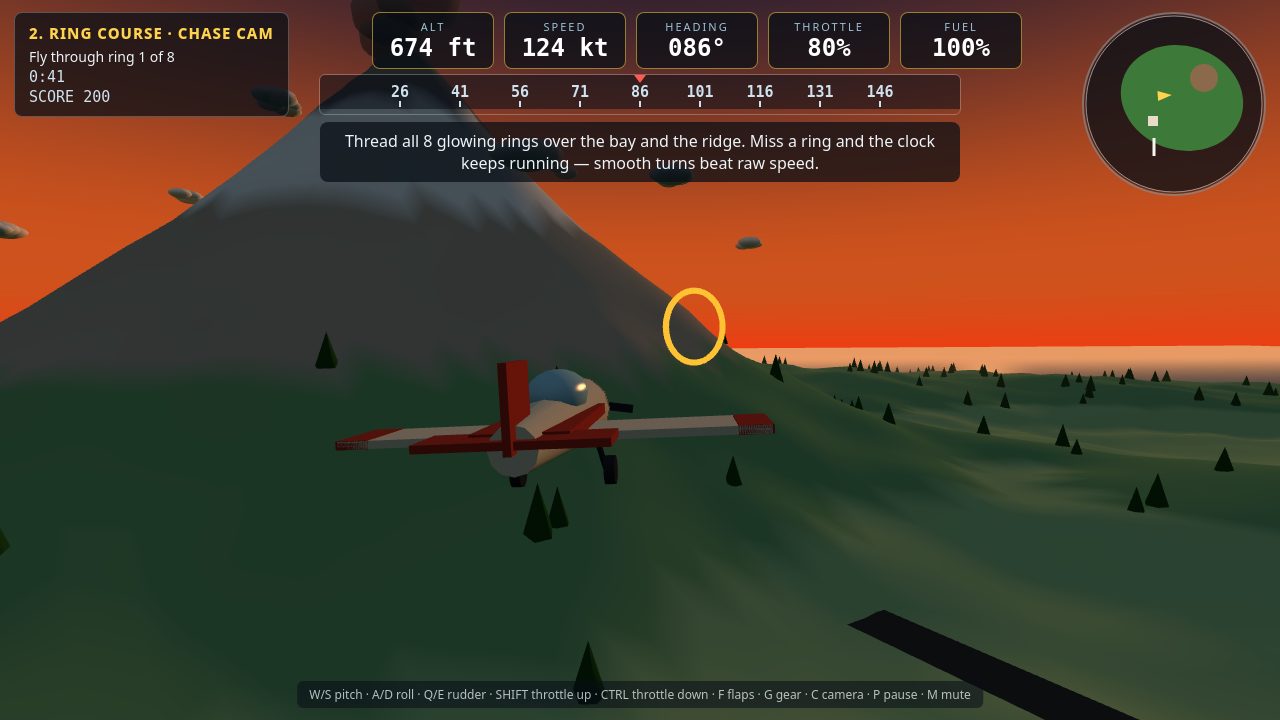 2. RING COURSE · CHASE CAM
Fly through ring 1 of 8
0:41
SCORE 200
ALT
674 ft
SPEED
124 kt
HEADING
086°
THROTTLE
80%
FUEL
100%
26 41 56 71 86 101 116 131 146
Thread all 8 glowing rings over the bay and the ridge. Miss a ring and the clock
keeps running — smooth turns beat raw speed.
W/S pitch · A/D roll · Q/E rudder · SHIFT throttle up · CTRL throttle down · F flaps · G gear · C camera · P pause · M mute